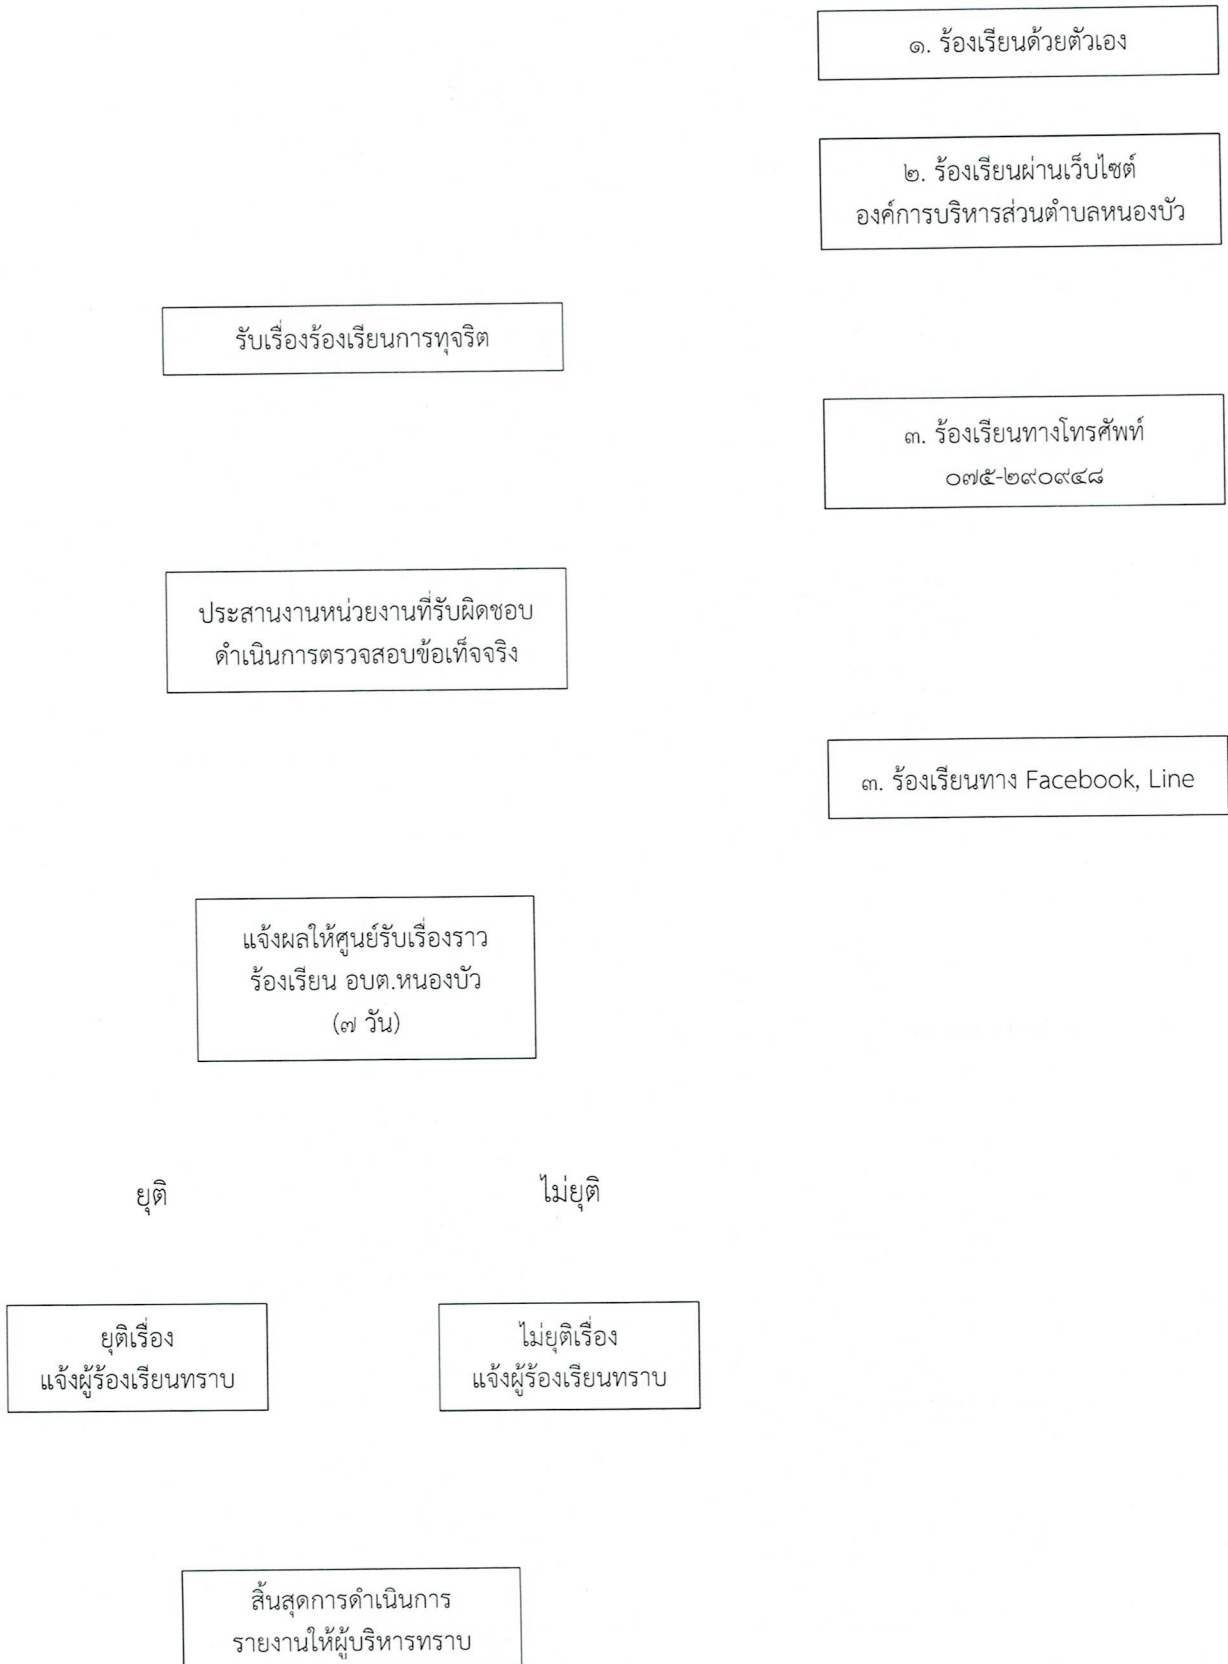 ๑. ร้องเรียนด้วยตัวเอง
๒. ร้องเรียนผ่านเว็บไซต์
องค์การบริหารส่วนตำบลหนองบัว
รับเรื่องร้องเรียนการทุจริต
๓. ร้องเรียนทางโทรศัพท์
๐๗๕-๒๙๐๙๔๘
ประสานงานหน่วยงานที่รับผิดชอบ
ดำเนินการตรวจสอบข้อเท็จจริง
๓. ร้องเรียนทาง Facebook, Line
แจ้งผลให้ศูนย์รับเรื่องราว
ร้องเรียน อบต.หนองบัว
(๗ วัน)
ยุติ
ไม่ยุติ
ยุติเรื่อง
แจ้งผู้ร้องเรียนทราบ
ไม่ยุติเรื่อง
แจ้งผู้ร้องเรียนทราบ
สิ้นสุดการดำเนินการ
รายงานให้ผู้บริหารทราบ